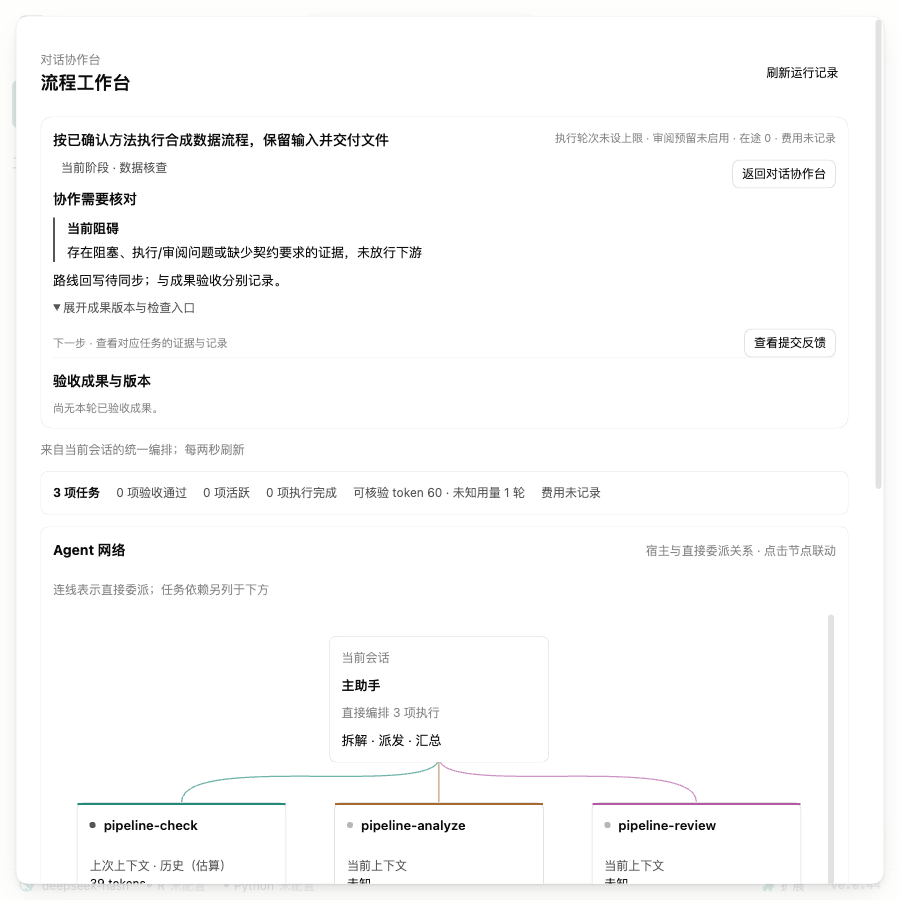 对话协作台
流程工作台
刷新运行记录
按已确认方法执行合成数据流程，保留输入并交付文件
执行轮次未设上限 · 审阅预留未启用 · 在途 0 · 费用未记录
当前阶段 · 数据核查
返回对话协作台
协作需要核对
当前阻碍
存在阻塞、执行/审阅问题或缺少契约要求的证据，未放行下游
路线回写待同步；与成果验收分别记录。
▼展开成果版本与检查入口
下一步 · 查看对应任务的证据与记录
查看提交反馈
验收成果与版本
尚无本轮已验收成果。
来自当前会话的统一编排；每两秒刷新
3 项任务 0 项验收通过 0 项活跃 0 项执行完成 可核验 token 60 · 未知用量 1 轮 费用未记录
Agent 网络
宿主与直接委派关系 · 点击节点联动
连线表示直接委派；任务依赖另列于下方
当前会话
主助手
直接编排 3 项执行
拆解 · 派发 · 汇总
pipeline-check
pipeline-analyze
pipeline-review
上次上下文 · 历史（估算）
当前上下文
当前上下文
39 tokens
未知
未知